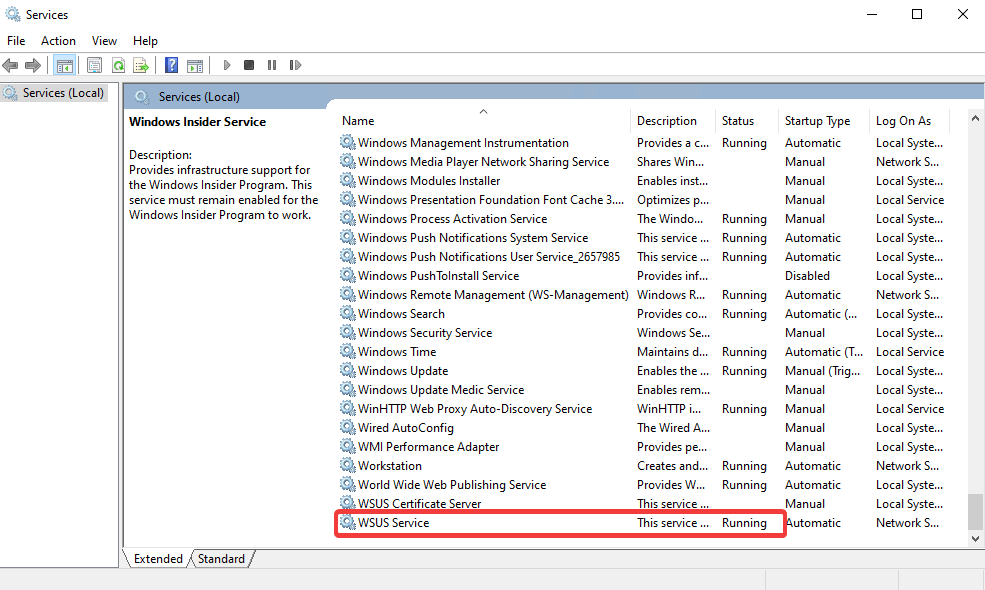 Services
File Action View Help
Services (Local)
Services (Local)
Windows Insider Service
Description:
Provides infrastructure support for
the Windows Insider Program. This
service must remain enabled for the
Windows Insider Program to work.
Name Description Status Startup Type Log On As
Windows Management Instrumentation Provides a c... Running Automatic Local Syste...
Windows Media Player Network Sharing Service Shares Win... Manual Network S...
Windows Modules Installer Enables inst... Manual Local Syste...
Windows Presentation Foundation Font Cache 3.... Optimizes p... Manual Local Service
Windows Process Activation Service The Windo... Running Manual Local Syste...
Windows Push Notifications System Service This service ... Running Automatic Local Syste...
Windows Push Notifications User Service_2657985 This service ... Running Automatic Local Syste...
Windows PushToInstall Service Provides inf... Disabled Local Syste...
Windows Remote Management (WS-Management) Windows R... Running Automatic Network S...
Windows Search Provides co... Running Automatic (... Local Syste...
Windows Security Service Windows Se... Manual Local Syste...
Windows Time Maintains d... Running Automatic (T... Local Service
Windows Update Enables the ... Running Manual (Trig... Local Syste...
Windows Update Medic Service Enables rem... Manual Local Syste...
WinHTTP Web Proxy Auto-Discovery Service WinHTTP i... Running Manual Local Service
Wired AutoConfig The Wired A... Manual Local Syste...
WMI Performance Adapter Provides pe... Manual Local Syste...
Workstation Creates and... Running Automatic Network S...
World Wide Web Publishing Service Provides W... Running Automatic Local Syste...
WSUS Certificate Server This service ... Manual Local Syste...
WSUS Service This service ... Running Automatic Network S...
Extended Standard